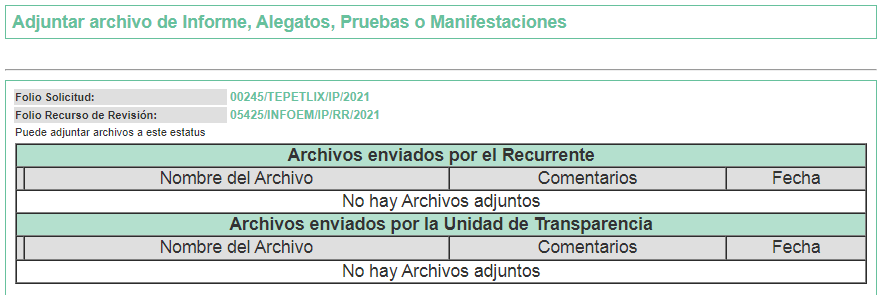 Adjuntar archivo de Informe, Alegatos, Pruebas o Manifestaciones
Folio Solicitud: 00245/TEPETLIX/IP/2021
Folio Recurso de Revisión: 05425/INFOEM/IP/RR/2021
Puede adjuntar archivos a este estatus
Archivos enviados por el Recurrente
Nombre del Archivo Comentarios Fecha
No hay Archivos adjuntos
Archivos enviados por la Unidad de Transparencia
Nombre del Archivo Comentarios Fecha
No hay Archivos adjuntos